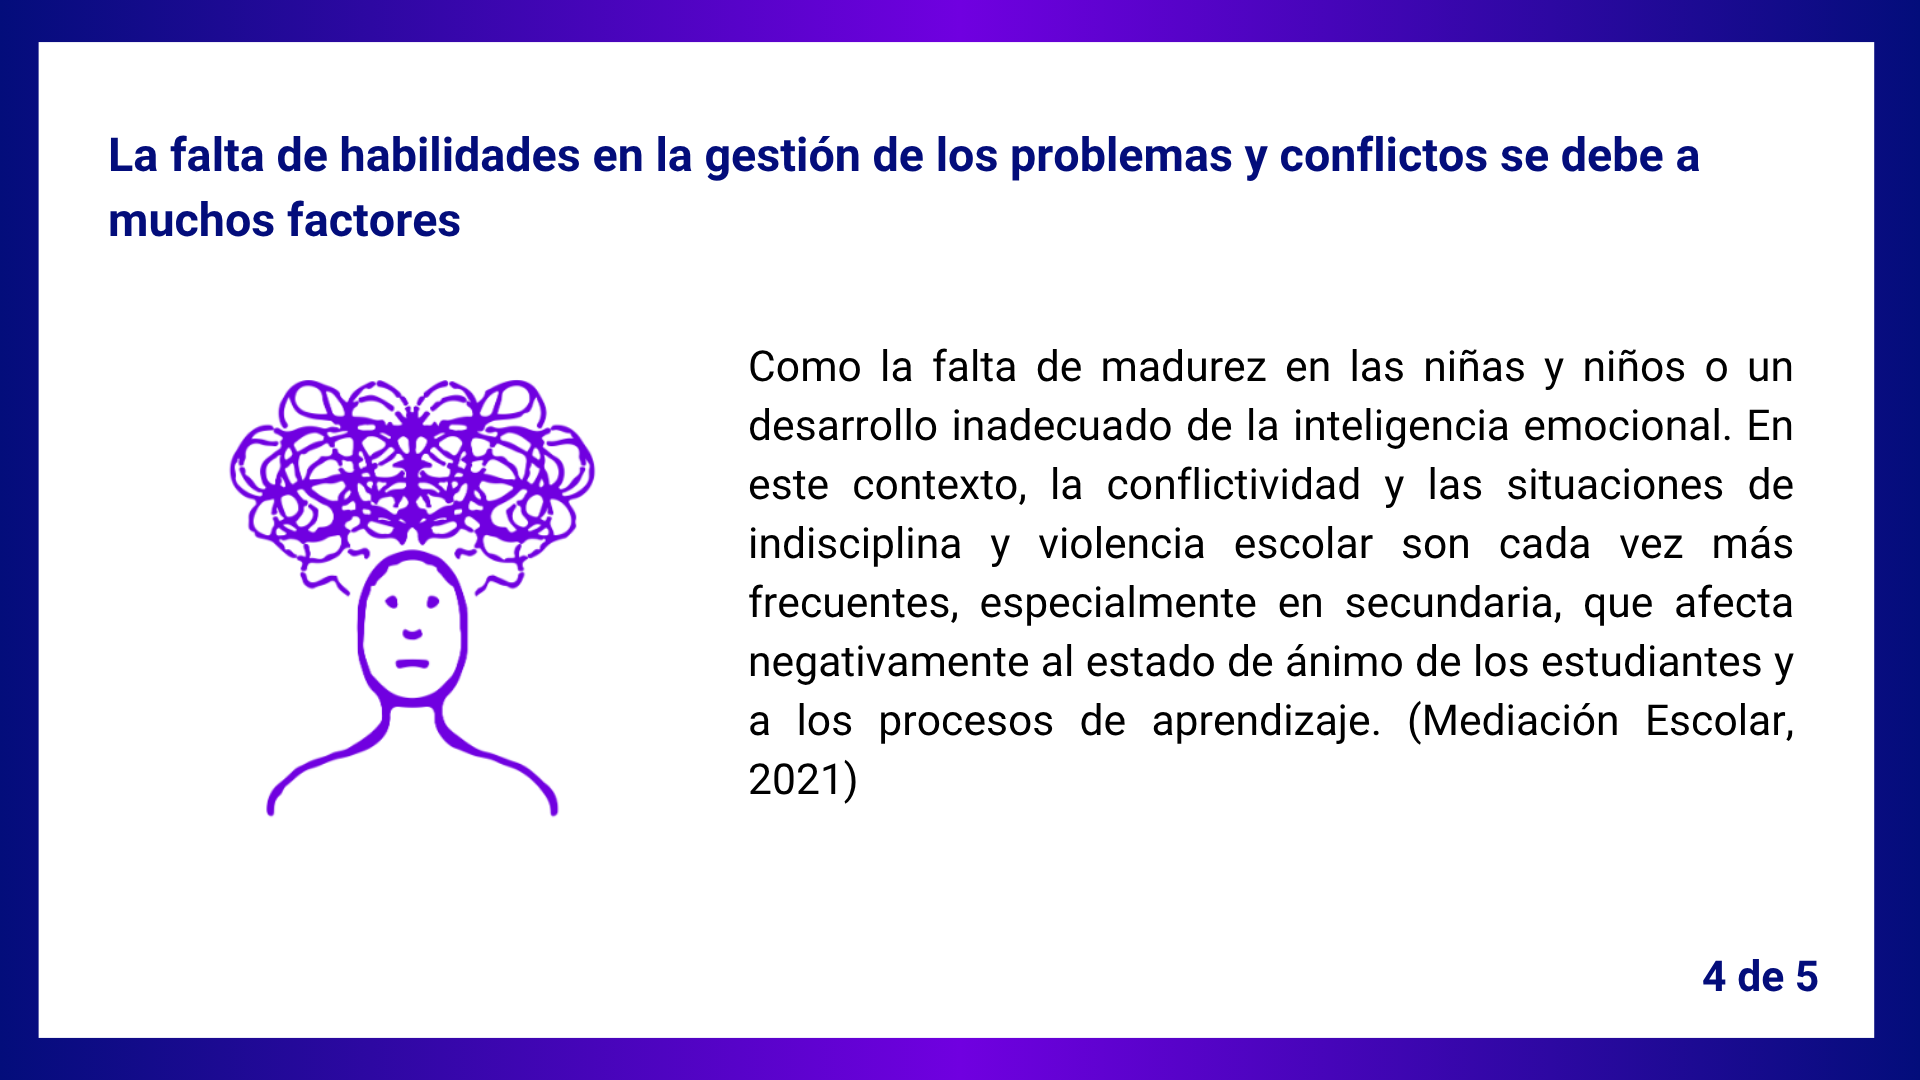 La falta de habilidades en la gestión de los problemas y conflictos se debe a
muchos factores
Como la falta de madurez en las niñas y niños o un
desarrollo inadecuado de la inteligencia emocional. En
este contexto, la conflictividad y las situaciones de
indisciplina y violencia escolar son cada vez más
frecuentes, especialmente en secundaria, que afecta
negativamente al estado de ánimo de los estudiantes y
a los procesos de aprendizaje. (Mediación Escolar,
2021)
4 de 5